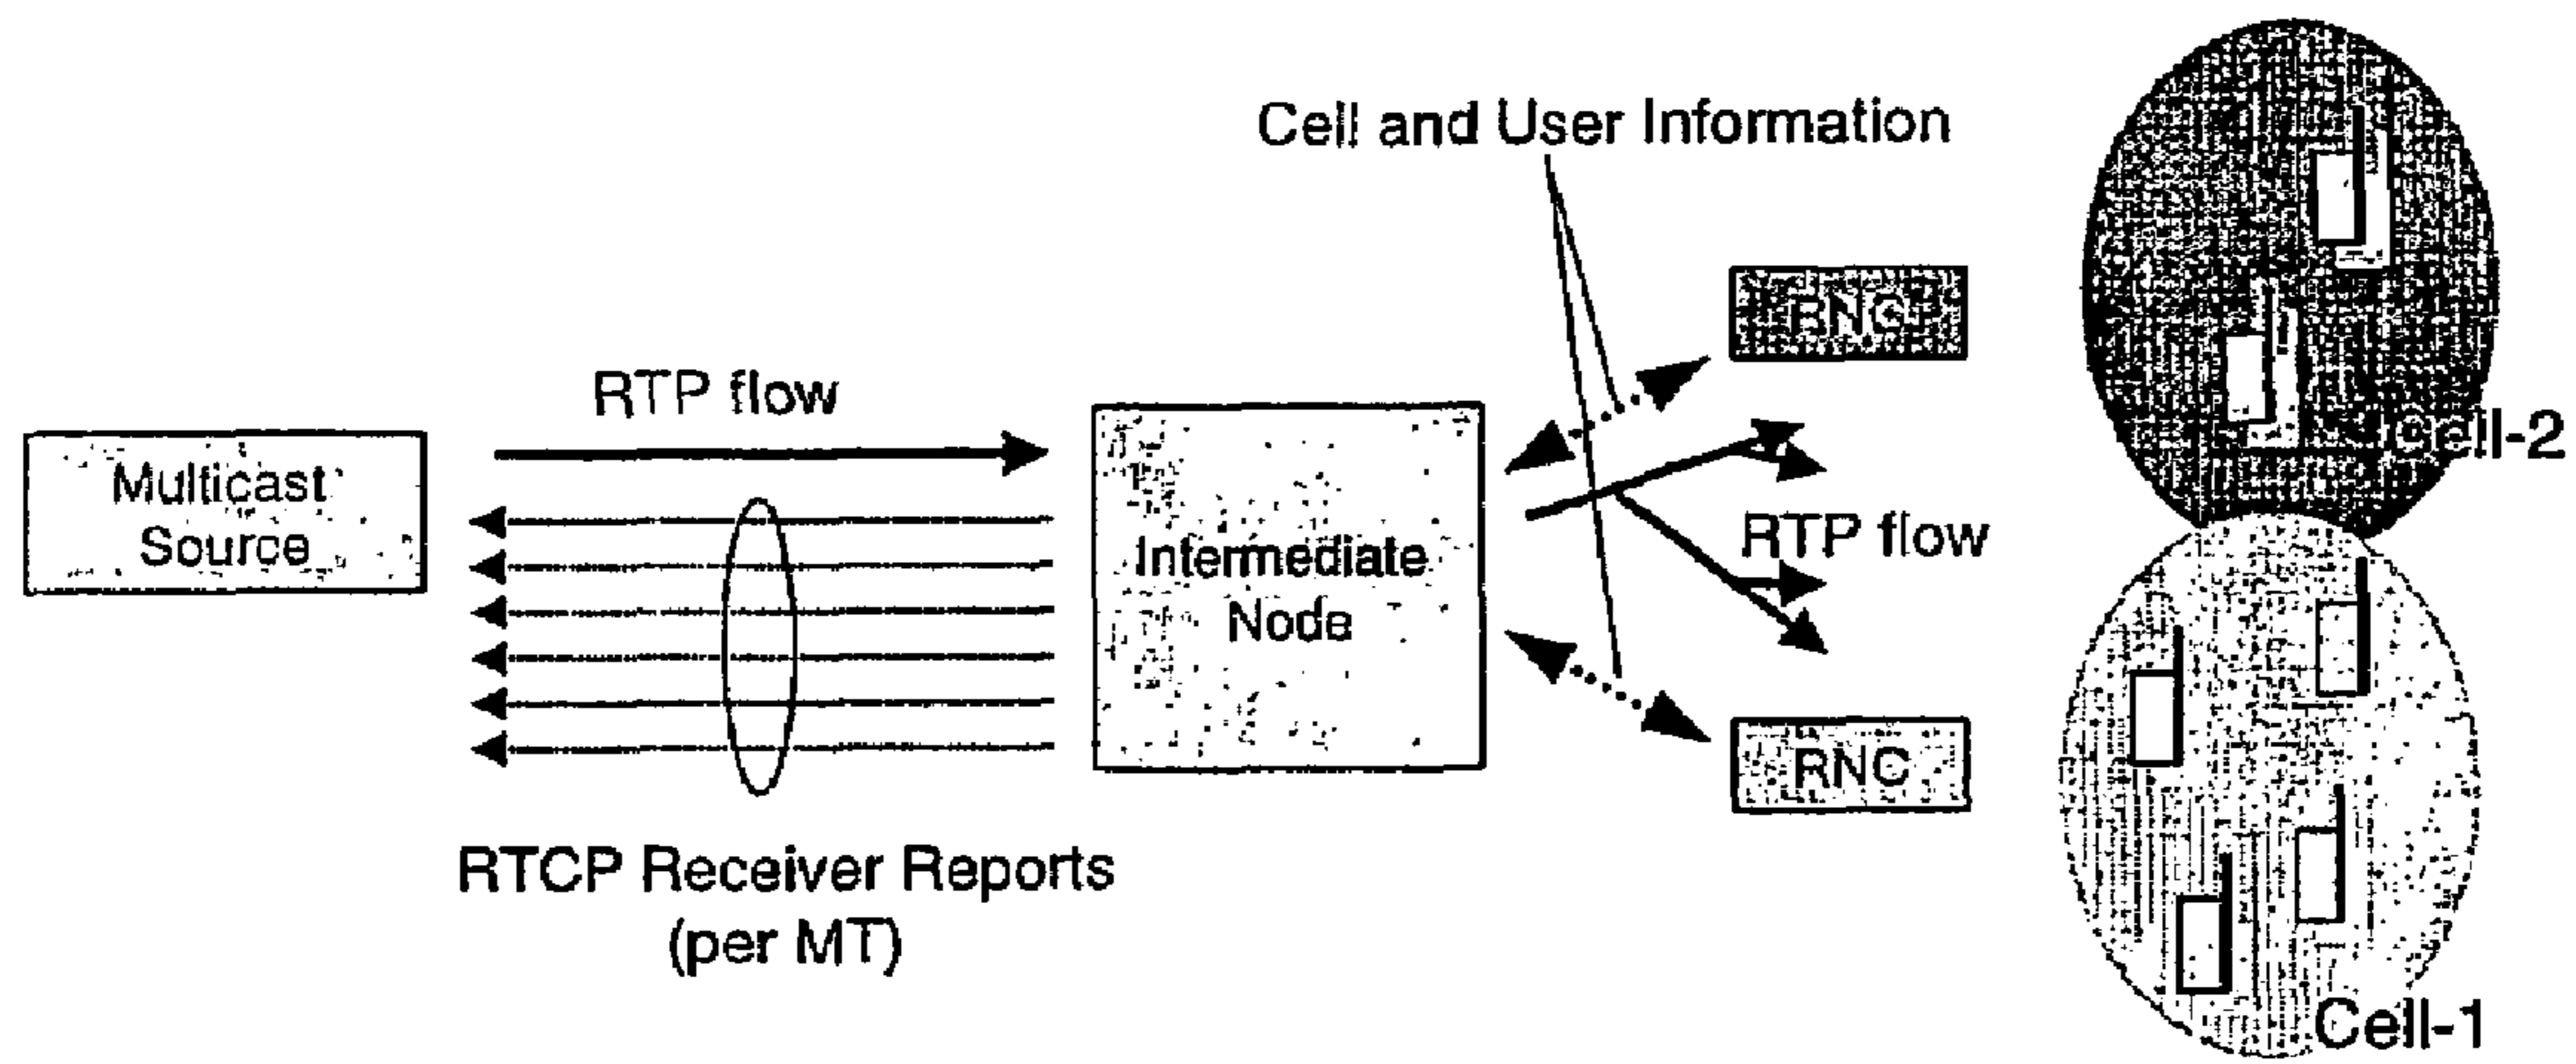 Cell and User Information
RNC
RTP flow
Multicast
Source
Cell-2
RTP flow
Intermediate
Node
RNC
RTCP Receiver Reports
(per MT)
Cell-1